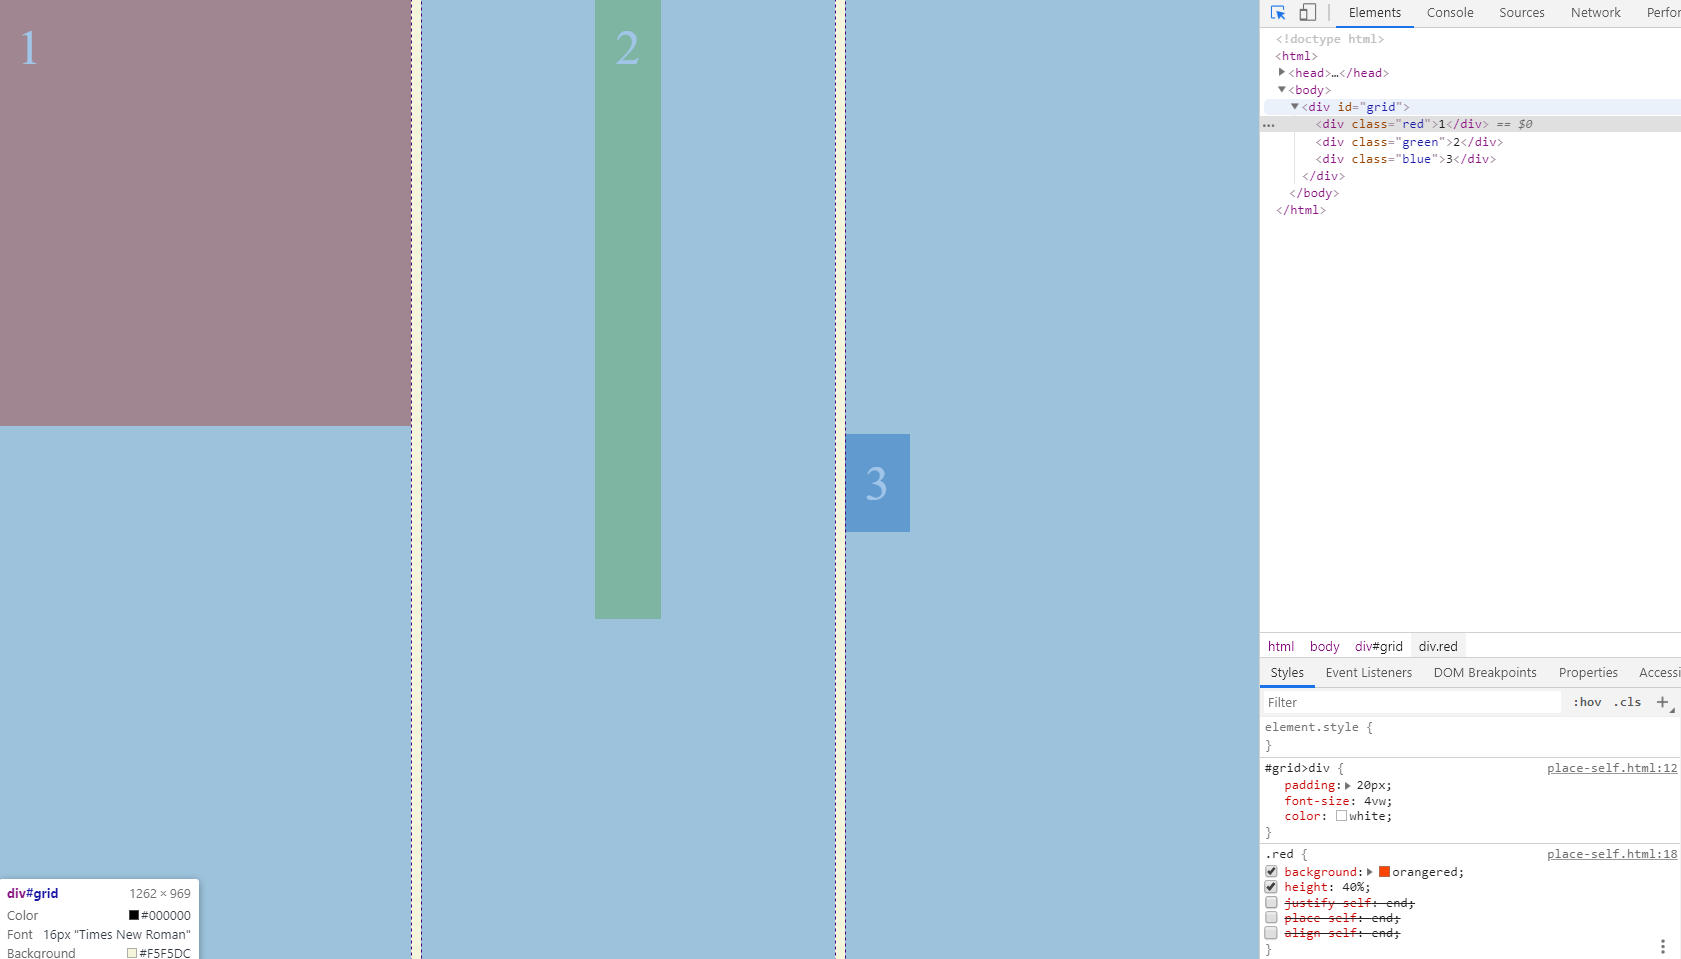 1
2
3
div#grid 1262 × 969
Color #000000
Font 16px "Times New Roman"
Background #F5F5DC
Elements Console Sources Network Perfor
<!doctype html>
<html>
<head>…</head>
<body>
<div id="grid">
... <div class="red">1</div> == $0
<div class="green">2</div>
<div class="blue">3</div>
</div>
</body>
</html>
html body div#grid div.red
Styles Event Listeners DOM Breakpoints Properties Accessi
Filter :hov .cls +
element.style {
}
#grid>div { place-self.html:12
padding: 20px;
font-size: 4vw;
color: white;
}
.red { place-self.html:18
background: orangered;
height: 40%;
justify-self: end;
place-self: end;
align-self: end;
}